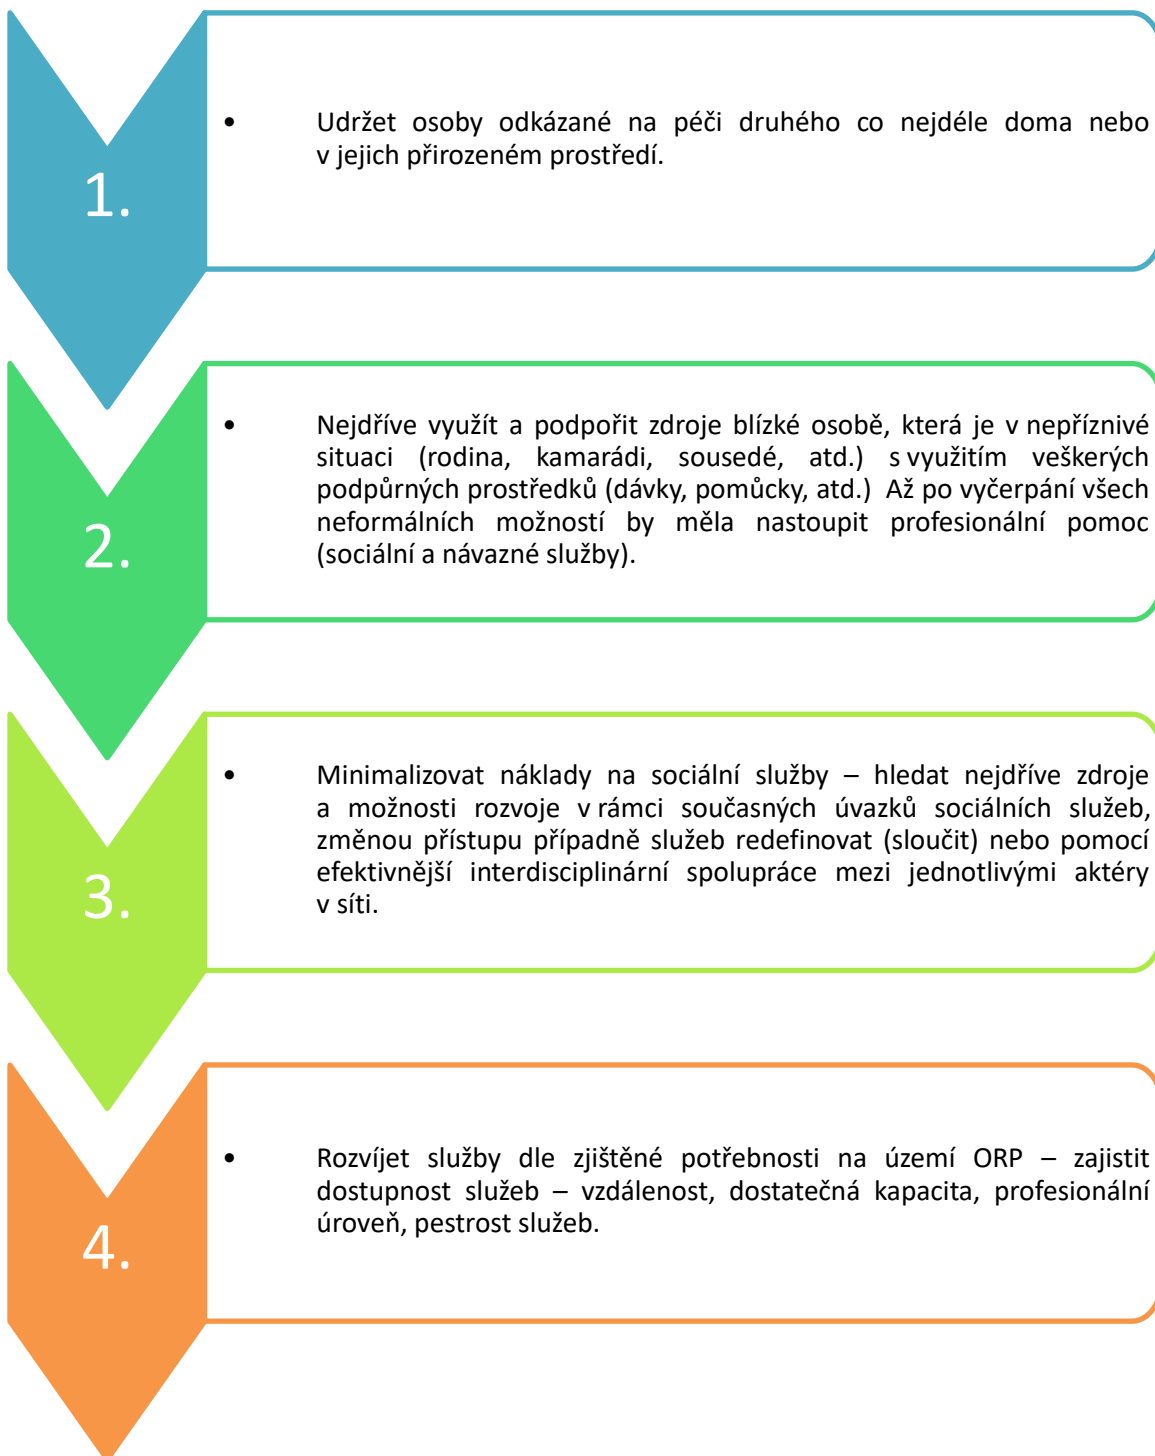 1.
• Udržet osoby odkázané na péči druhého co nejdéle doma nebo
v jejich přirozeném prostředí.
2.
• Nejdříve využít a podpořit zdroje blízké osobě, která je v nepříznivé
situaci (rodina, kamarádi, sousedé, atd.) s využitím veškerých
podpůrných prostředků (dávky, pomůcky, atd.) Až po vyčerpání všech
neformálních možností by měla nastoupit profesionální pomoc
(sociální a návazné služby).
3.
• Minimalizovat náklady na sociální služby – hledat nejdříve zdroje
a možnosti rozvoje v rámci současných úvazků sociálních služeb,
změnou přístupu případně služeb redefinovat (sloučit) nebo pomocí
efektivnější interdisciplinární spolupráce mezi jednotlivými aktéry
v síti.
4.
• Rozvíjet služby dle zjištěné potřebnosti na území ORP – zajistit
dostupnost služeb – vzdálenost, dostatečná kapacita, profesionální
úroveň, pestrost služeb.